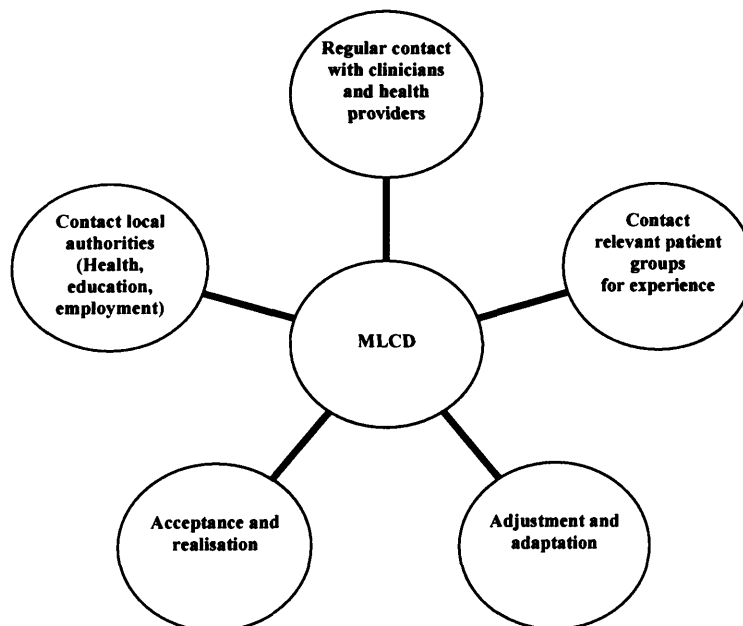 Regular contact
with clinicians
and health
providers
Contact local
authorities
(Health,
education,
employment)
Contact
relevant patient
groups
for experience
MLCD
Acceptance and
realisation
Adjustment and
adaptation